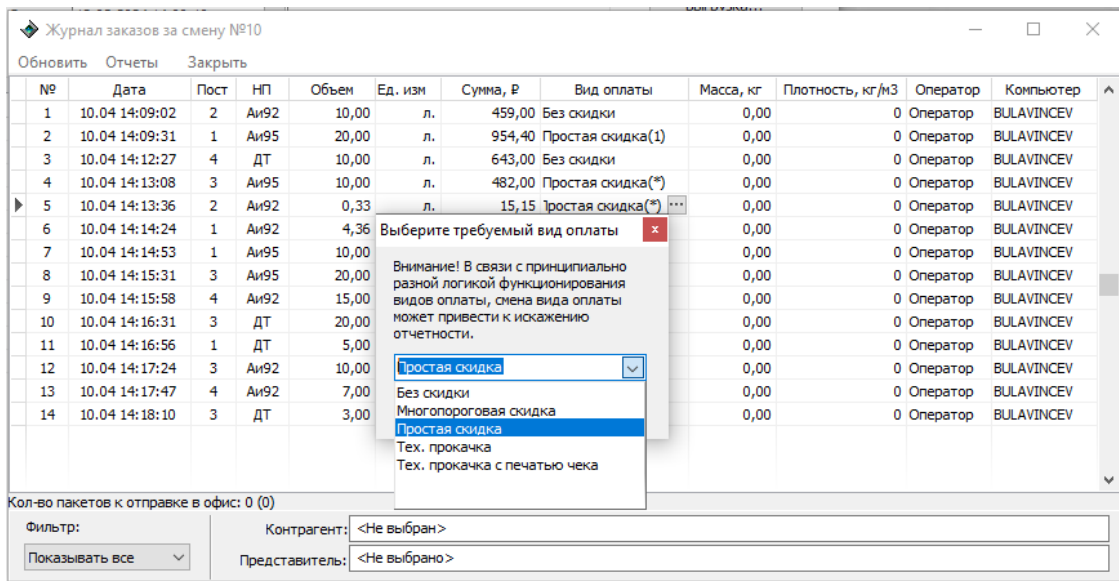 Журнал заказов за смену №10
Обновить Отчеты Закрыть
№ Дата Пост НП Объем Ед. изм Сумма, ₽ Вид оплаты Масса, кг Плотность, кг/м3 Оператор Компьютер
1 10.04 14:09:02 2 Аи92 10,00 л. 459,00 Без скидки 0,00 0 Оператор BULAVINCEV
2 10.04 14:09:31 1 Аи95 20,00 л. 954,40 Простая скидка(1) 0,00 0 Оператор BULAVINCEV
3 10.04 14:12:27 4 ДТ 10,00 л. 643,00 Без скидки 0,00 0 Оператор BULAVINCEV
4 10.04 14:13:08 3 Аи95 10,00 л. 482,00 Простая скидка(*) 0,00 0 Оператор BULAVINCEV
5 10.04 14:13:36 2 Аи92 0,33 л. 15,15 Простая скидка(*) ... 0,00 0 Оператор BULAVINCEV
6 10.04 14:14:24 1 Аи92 4,36 0,00 0 Оператор BULAVINCEV
7 10.04 14:14:53 1 Аи95 10,00 0,00 0 Оператор BULAVINCEV
8 10.04 14:15:31 3 Аи95 20,00 0,00 0 Оператор BULAVINCEV
9 10.04 14:15:58 4 Аи92 15,00 0,00 0 Оператор BULAVINCEV
10 10.04 14:16:31 3 ДТ 20,00 0,00 0 Оператор BULAVINCEV
11 10.04 14:16:56 1 ДТ 5,00 0,00 0 Оператор BULAVINCEV
12 10.04 14:17:24 3 Аи92 10,00 0,00 0 Оператор BULAVINCEV
13 10.04 14:17:47 4 Аи92 7,00 0,00 0 Оператор BULAVINCEV
14 10.04 14:18:10 3 ДТ 3,00 0,00 0 Оператор BULAVINCEV
Выберите требуемый вид оплаты
Внимание! В связи с принципиально
разной логикой функционирования
видов оплаты, смена вида оплаты
может привести к искажению
отчетности.
Простая скидка
Без скидки
Многопороговая скидка
Простая скидка
Тех. прокачка
Тех. прокачка с печатью чека
Кол-во пакетов к отправке в офис: 0 (0)
Фильтр:
Показывать все
Контрагент: <Не выбран>
Представитель: <Не выбрано>